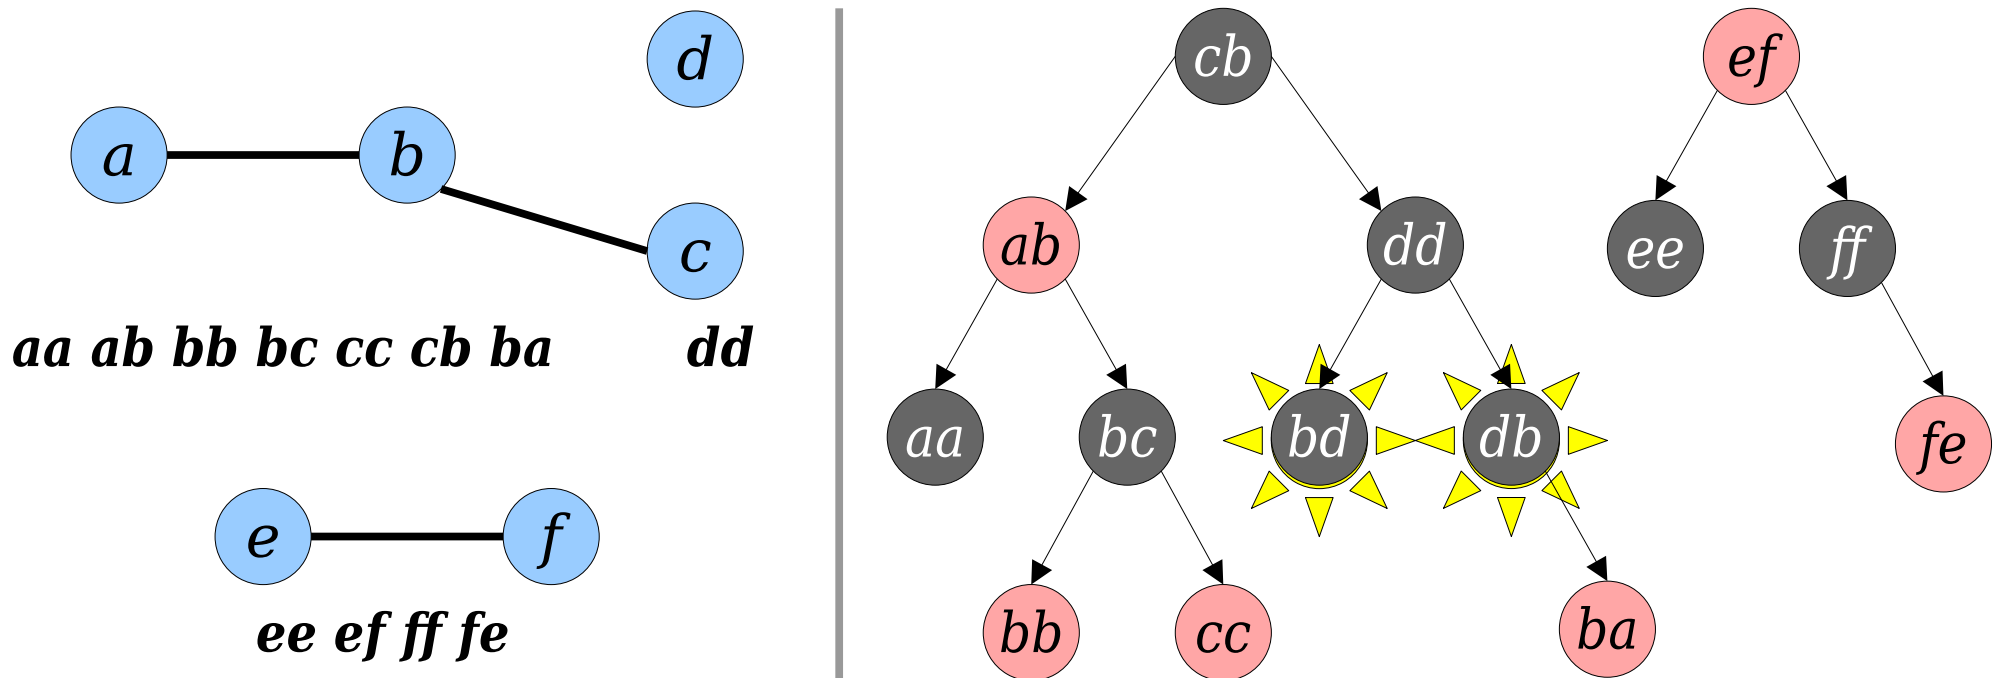 d
a b
c
aa ab bb bc cc cb ba dd
e f
ee ef ff fe
cb ef
ab dd ee ff
aa bc bd db fe
bb cc ba